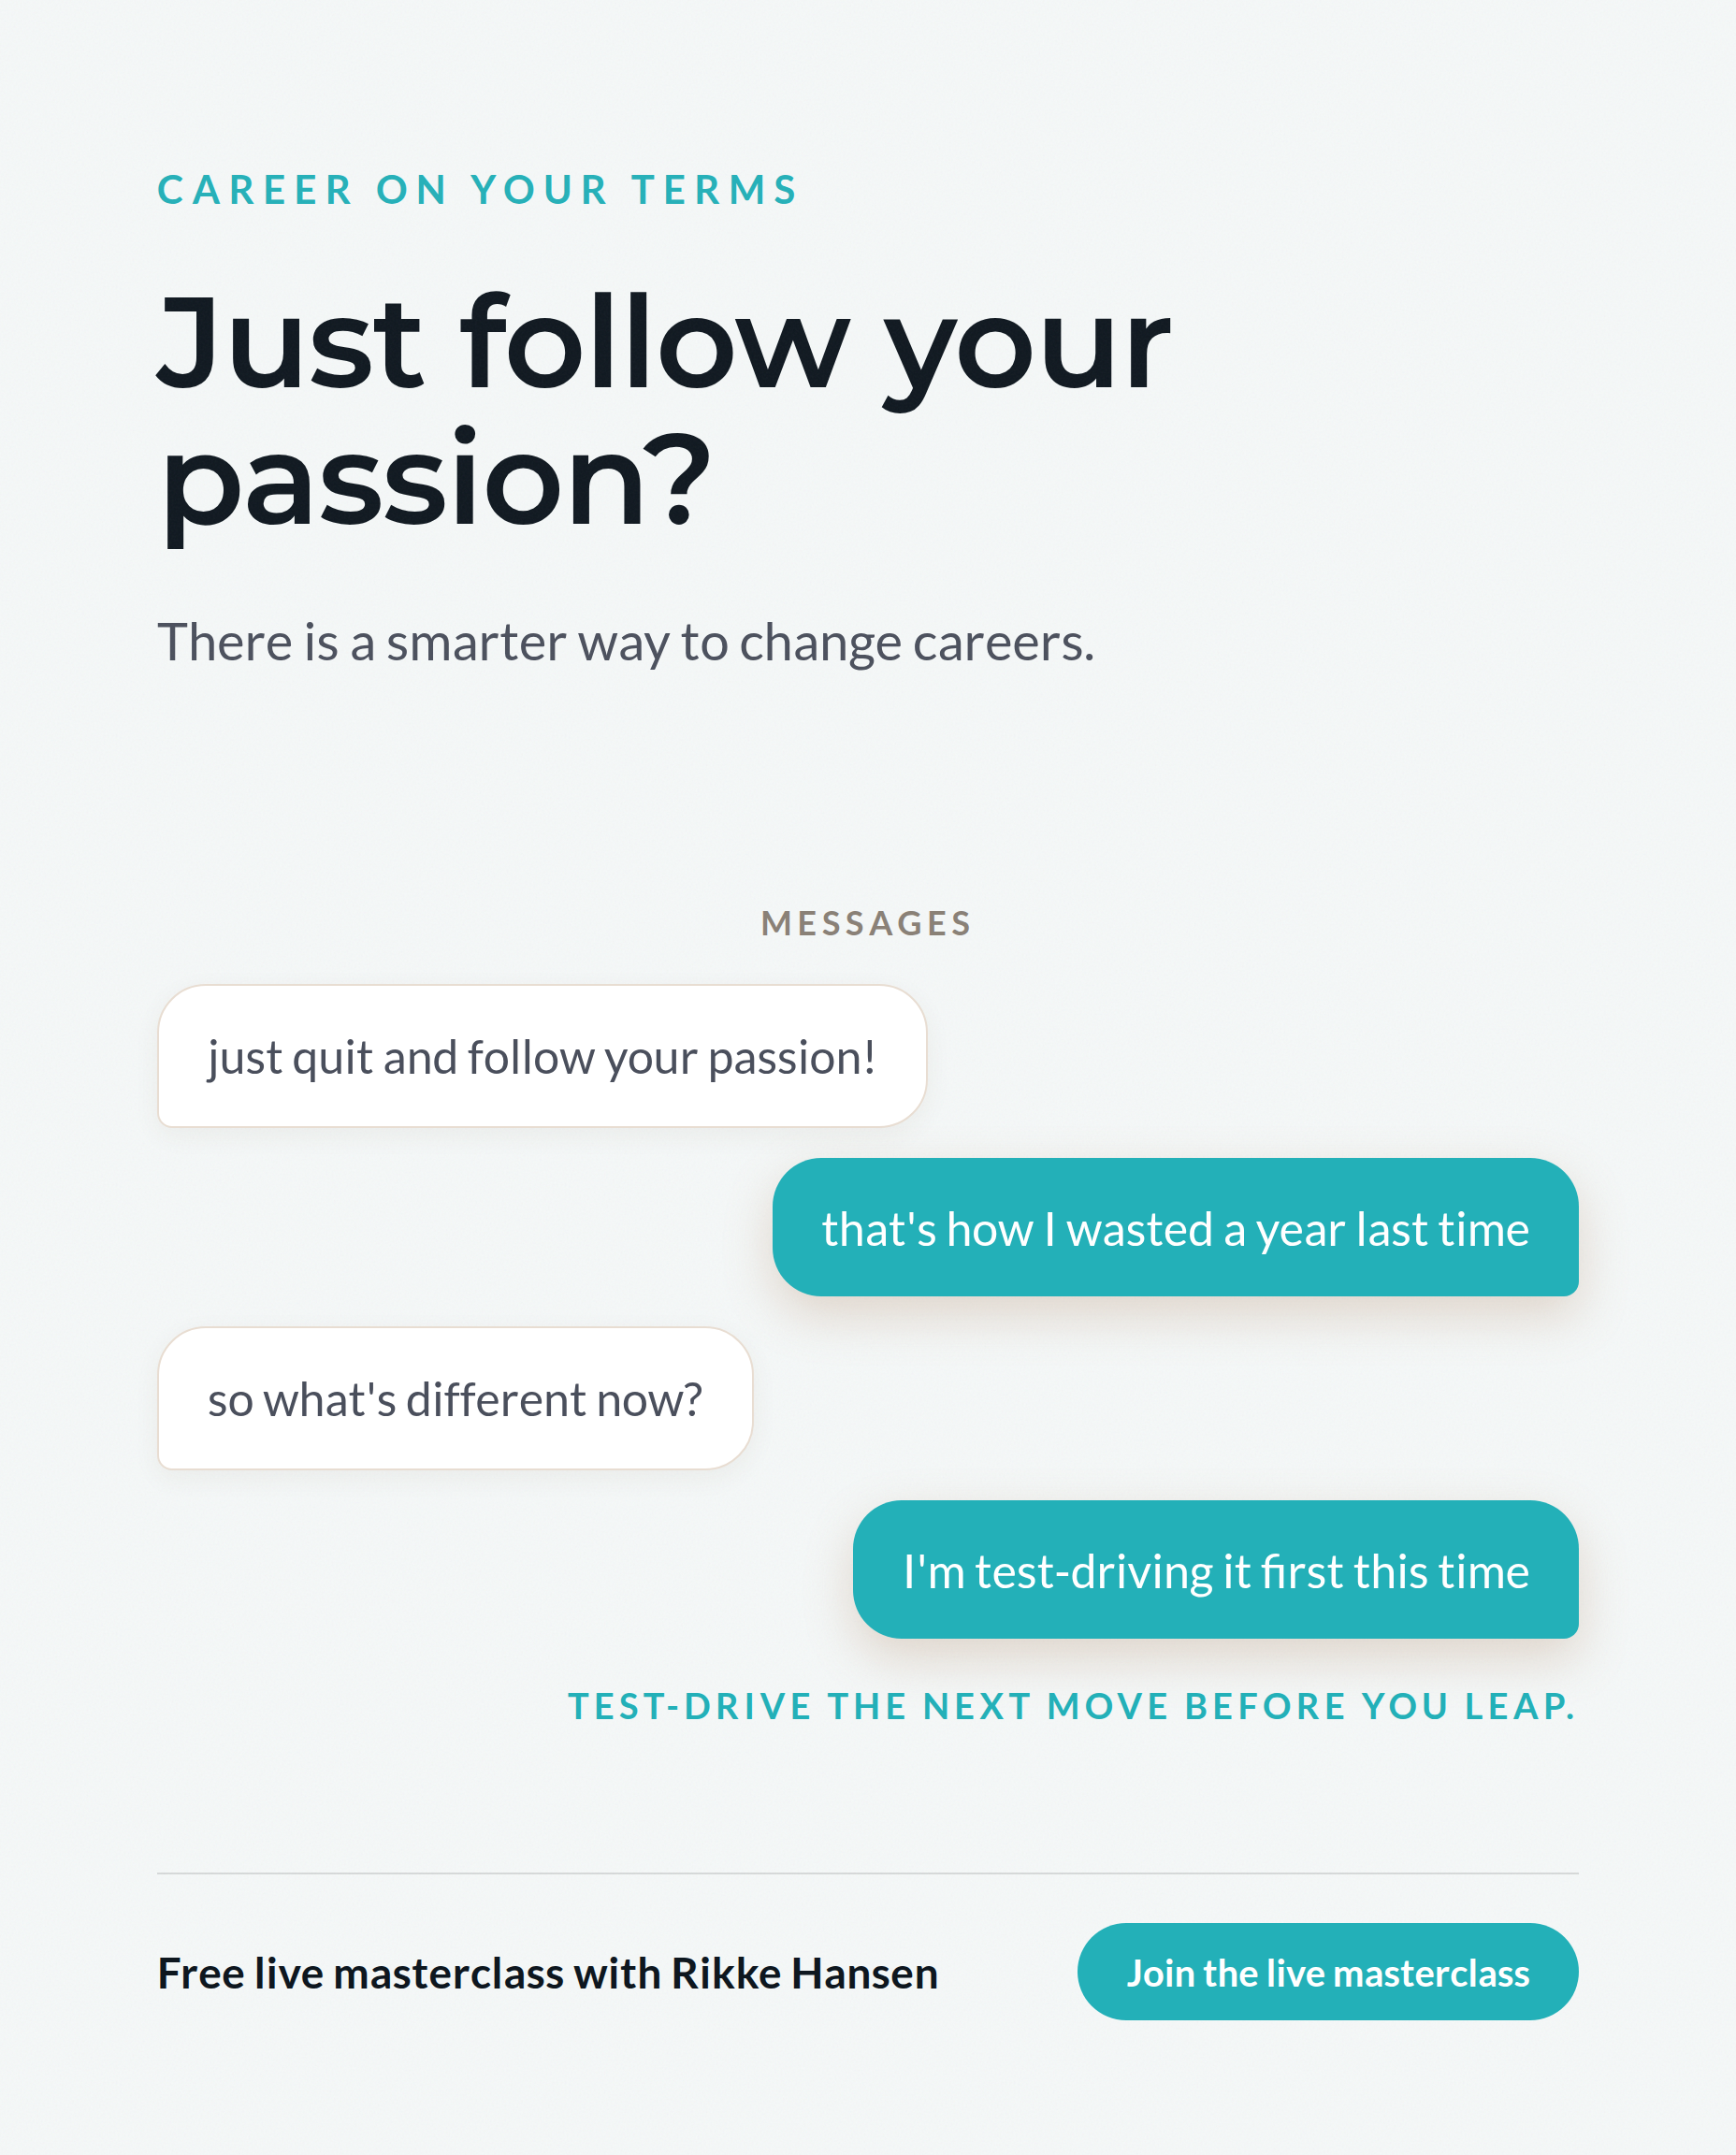 CAREER ON YOUR TERMS
Just follow your
passion?
There is a smarter way to change careers.
MESSAGES
just quit and follow your passion!
that's how I wasted a year last time
so what's different now?
I'm test-driving it first this time
TEST-DRIVE THE NEXT MOVE BEFORE YOU LEAP.
Free live masterclass with Rikke Hansen
Join the live masterclass